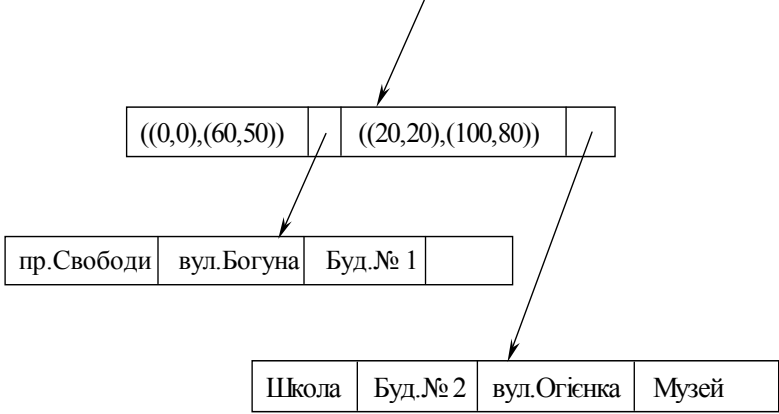 ((0,0),(60,50)) ((20,20),(100,80))
пр.Свободи вул.Богуна Буд.№ 1
Школа Буд.№ 2 вул.Огієнка Музей